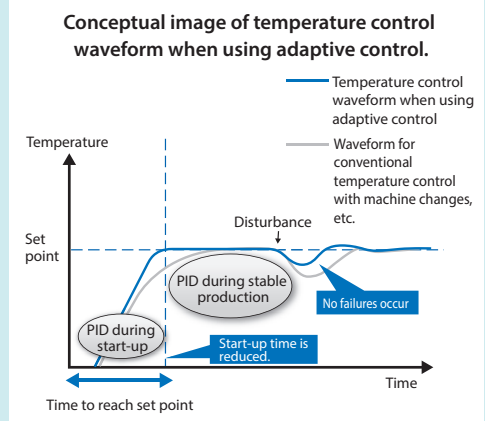 Conceptual image of temperature control
waveform when using adaptive control.
Temperature control
waveform when using
adaptive control
Waveform for
conventional
temperature control
with machine changes,
etc.
Temperature
Disturbance
Set
point
PID during stable
production
No failures occur
PID during
start-up
Start-up time is
reduced.
Time
Time to reach set point